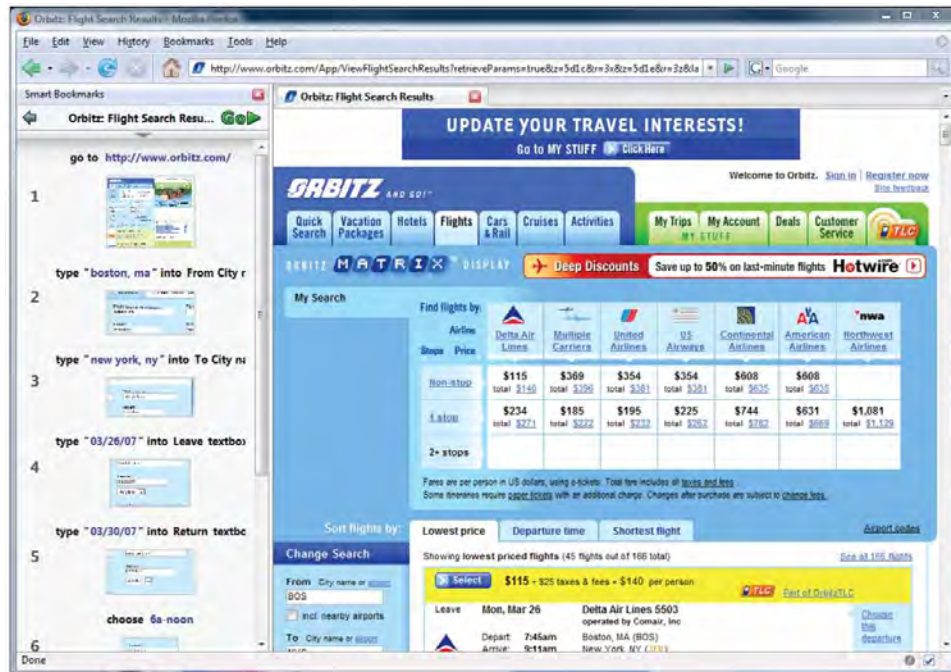 Orbitz: Flight Search Results - Mozilla Firefox
File Edit View History Bookmarks Tools Help
http://www.orbitz.com/App/ViewFlightSearchResults?retrieveParams=true&z=5d1c&r=3x&z=5d1e&r=3z&la
Google
Smart Bookmarks
Orbitz: Flight Search Resu... Go
go to http://www.orbitz.com/
1
type "boston, ma" into From City r
2
type "new york, ny" into To City na
3
type "03/26/07" into Leave textbox
4
type "03/30/07" into Return textbo
5
choose 6a-noon
6
Orbitz: Flight Search Results
UPDATE YOUR TRAVEL INTERESTS!
Go to MY STUFF Click Here
ORBITZ AND GO!
Welcome to Orbitz. Sign in | Register now
Site feedback
Quick Search Vacation Packages Hotels Flights Cars & Rail Cruises Activities
My Trips My Account Deals Customer Service TLC
MY STUFF
ORBITZ MATRIX DISPLAY
Deep Discounts Save up to 50% on last-minute flights Hotwire
My Search
Find flights by:
Airline
Stops Price
Delta Air Lines Multiple Carriers United Airlines US Airways Continental Airlines American Airlines nwa Northwest Airlines
Non-stop $115 $369 $354 $354 $608 $608
total $140 total $396 total $381 total $381 total $635 total $635
1 stop $234 $185 $195 $225 $744 $631 $1,081
total $271 total $222 total $232 total $262 total $782 total $669 total $1,129
2+ stops
Fares are per person in US dollars, using e-tickets. Total fare includes all taxes and fees.
Some itineraries require paper tickets with an additional charge. Changes after purchase are subject to change fees.
Sort flights by: Lowest price Departure time Shortest flight Airport codes
Change Search
From City name or airport
BOS
incl. nearby airports
To City name or airport
Showing lowest priced flights (45 flights out of 166 total) See all 166 flights
Select $115 + $25 taxes & fees = $140 per person TLC Part of OrbitzTLC
Leave Mon, Mar 26 Delta Air Lines 5503
operated by Comair, Inc
Depart: 7:45am Boston, MA (BOS)
Arrive: 9:11am New York, NY (JFK)
Choose this departure
Done